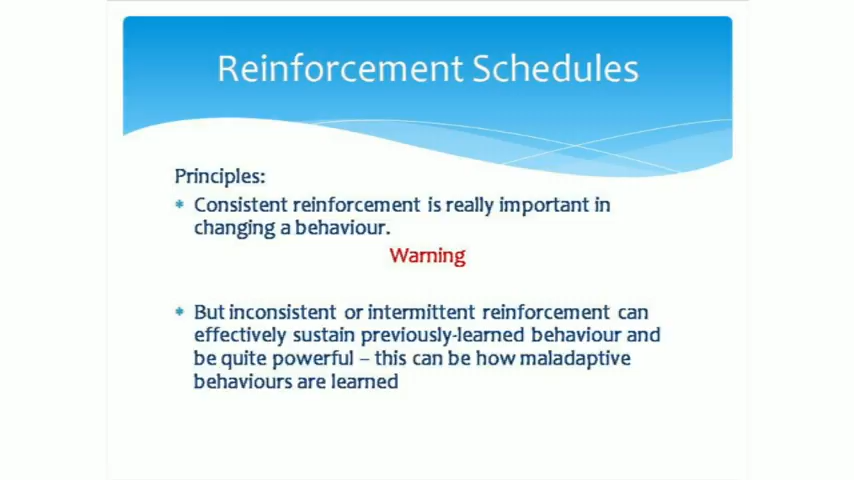 Reinforcement Schedules
Principles:
* Consistent reinforcement is really important in
changing a behaviour.
Warning
* But inconsistent or intermittent reinforcement can
effectively sustain previously-learned behaviour and
be quite powerful – this can be how maladaptive
behaviours are learned